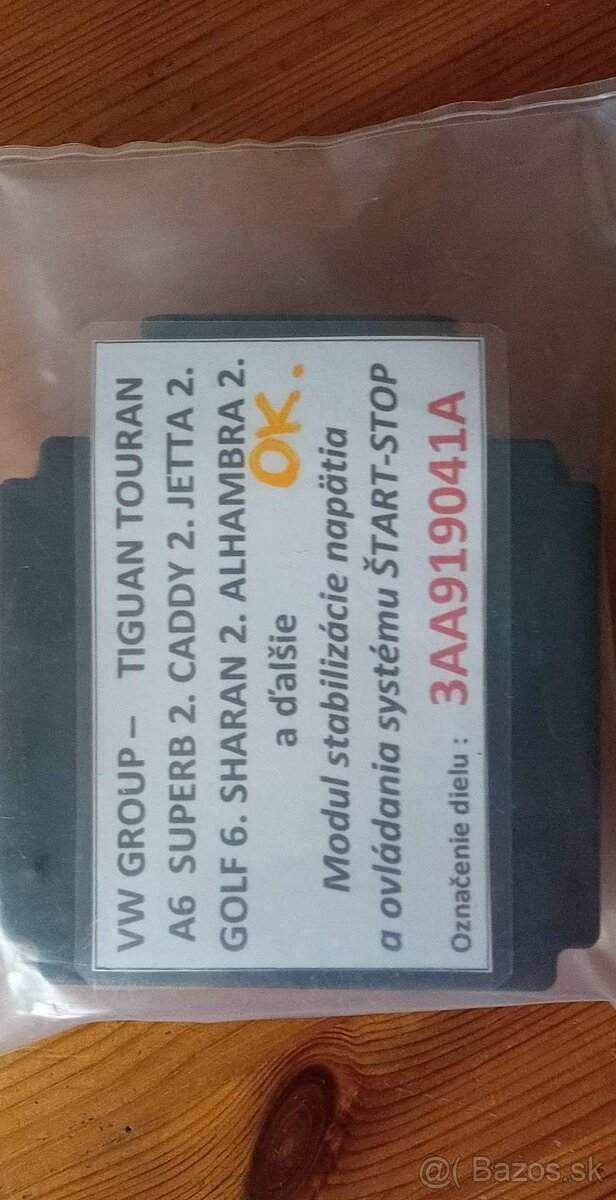 VW GROUP – TIGUAN TOURAN
A6 SUPERB 2. CADDY 2. JETTA 2.
GOLF 6. SHARAN 2. ALHAMBRA 2.
a ďalšie OK.
Modul stabilizácie napätia
a ovládania systému ŠTART-STOP
Označenie dielu : 3AA919041A
@( Bazos.sk